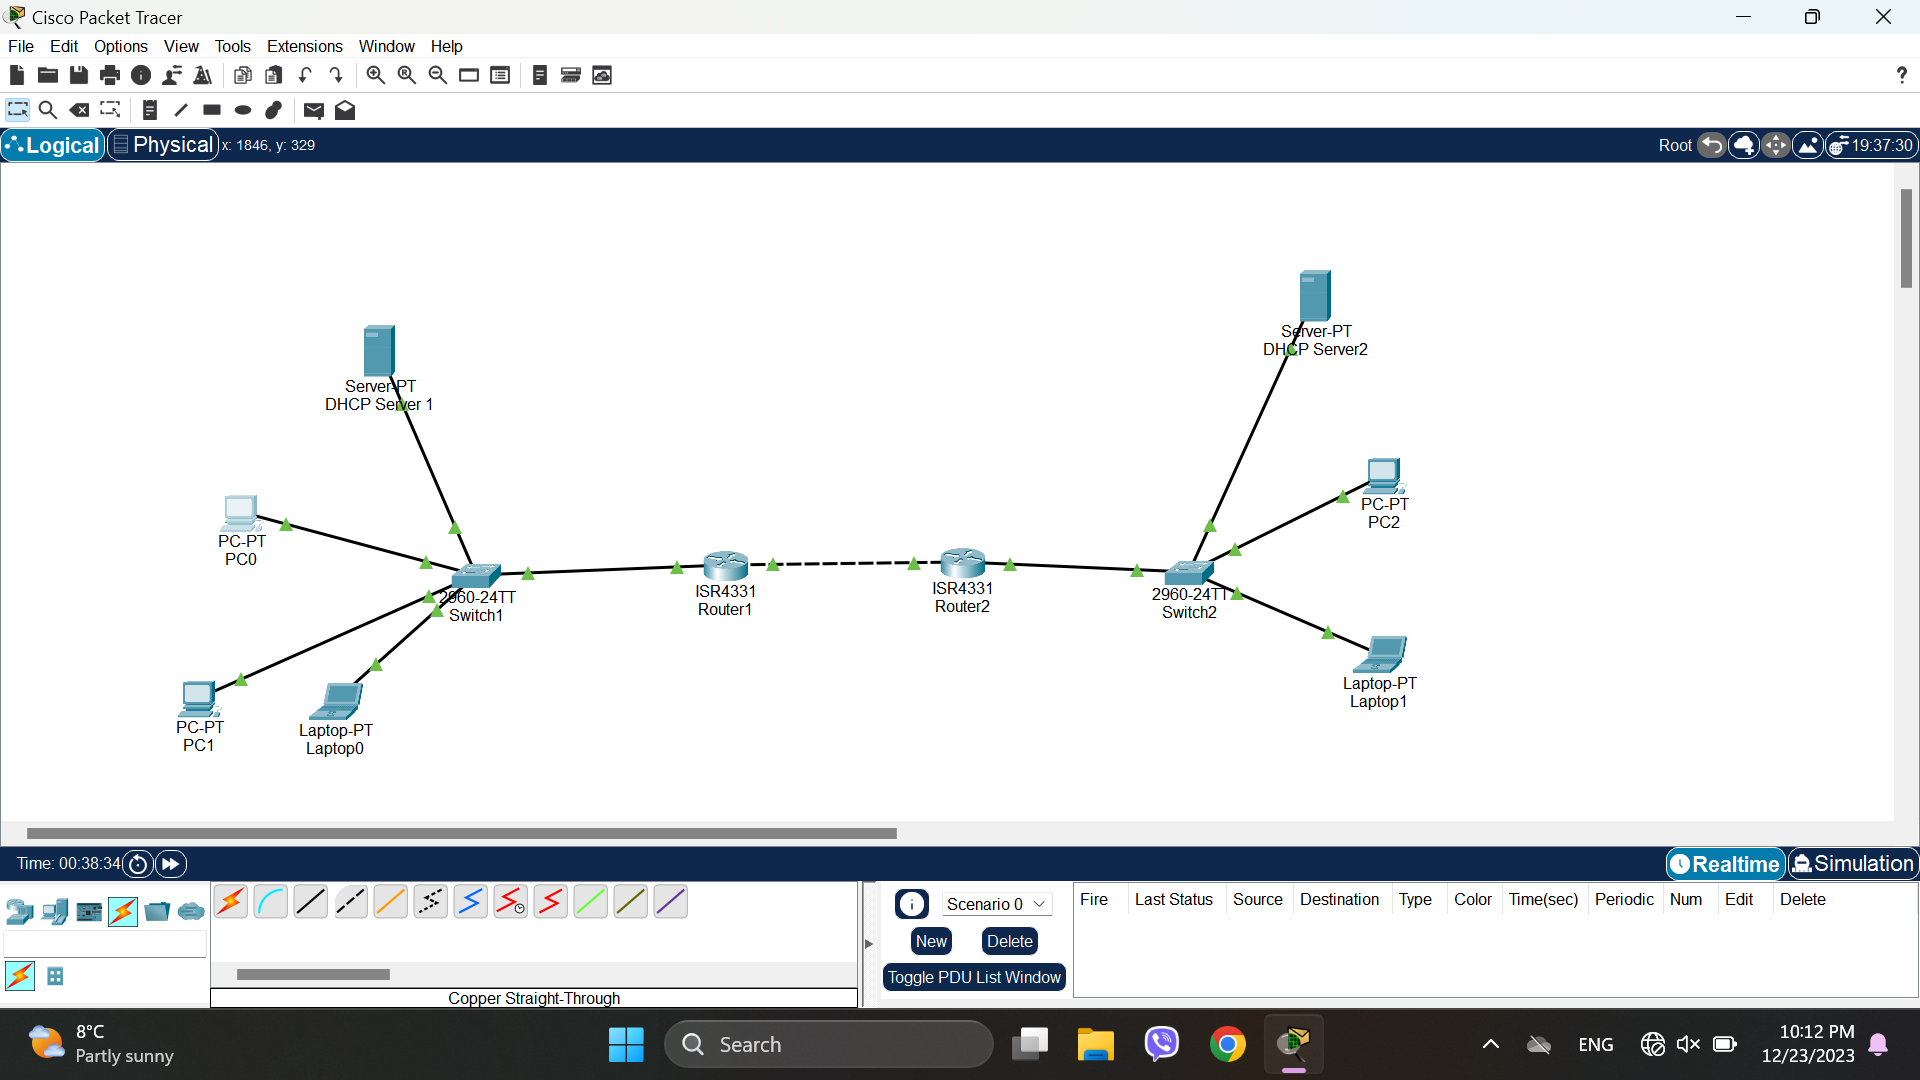 Cisco Packet Tracer
File Edit Options View Tools Extensions Window Help
?
Logical Physical x: 1846, y: 329 Root 19:37:30
Server-PT
DHCP Server2
Server-PT
DHCP Server 1
PC-PT
PC2
PC-PT
PC0
ISR4331
Router1
ISR4331
Router2
2960-24TT
Switch1
2960-24TT
Switch2
Laptop-PT
Laptop1
PC-PT
PC1
Laptop-PT
Laptop0
Time: 00:38:34 Realtime Simulation
Scenario 0
New Delete
Toggle PDU List Window
Fire Last Status Source Destination Type Color Time(sec) Periodic Num Edit Delete
Copper Straight-Through
8°C
Partly sunny
Search
ENG
10:12 PM
12/23/2023